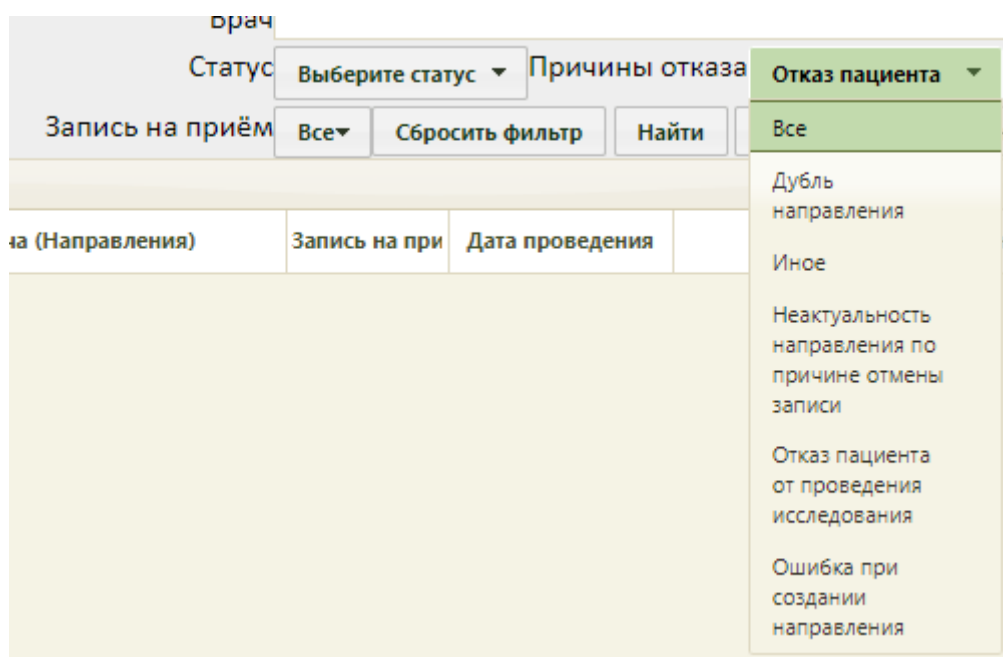 Врач
Статус Выберите статус Причины отказа Отказ пациента
Запись на приём Все Сбросить фильтр Найти
Все
Дубль
направления
на (Направления) Запись на при Дата проведения
Иное
Неактуальность
направления по
причине отмены
записи
Отказ пациента
от проведения
исследования
Ошибка при
создании
направления